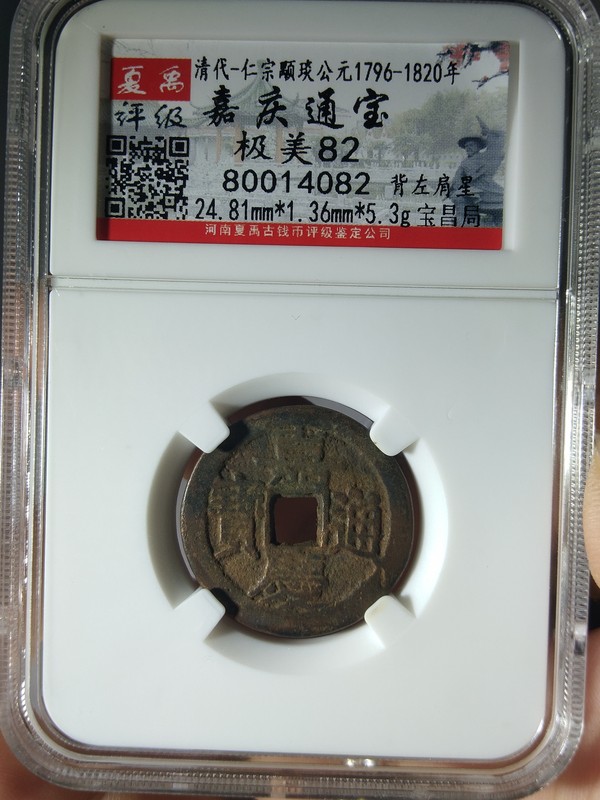 夏禹
评级
清代-仁宗颙琰公元1796-1820年
嘉庆通宝
极美82
80014082 背左肩星
24.81mm*1.36mm*5.3g 宝昌局
河南夏禹古钱币评级鉴定公司
嘉慶通寶